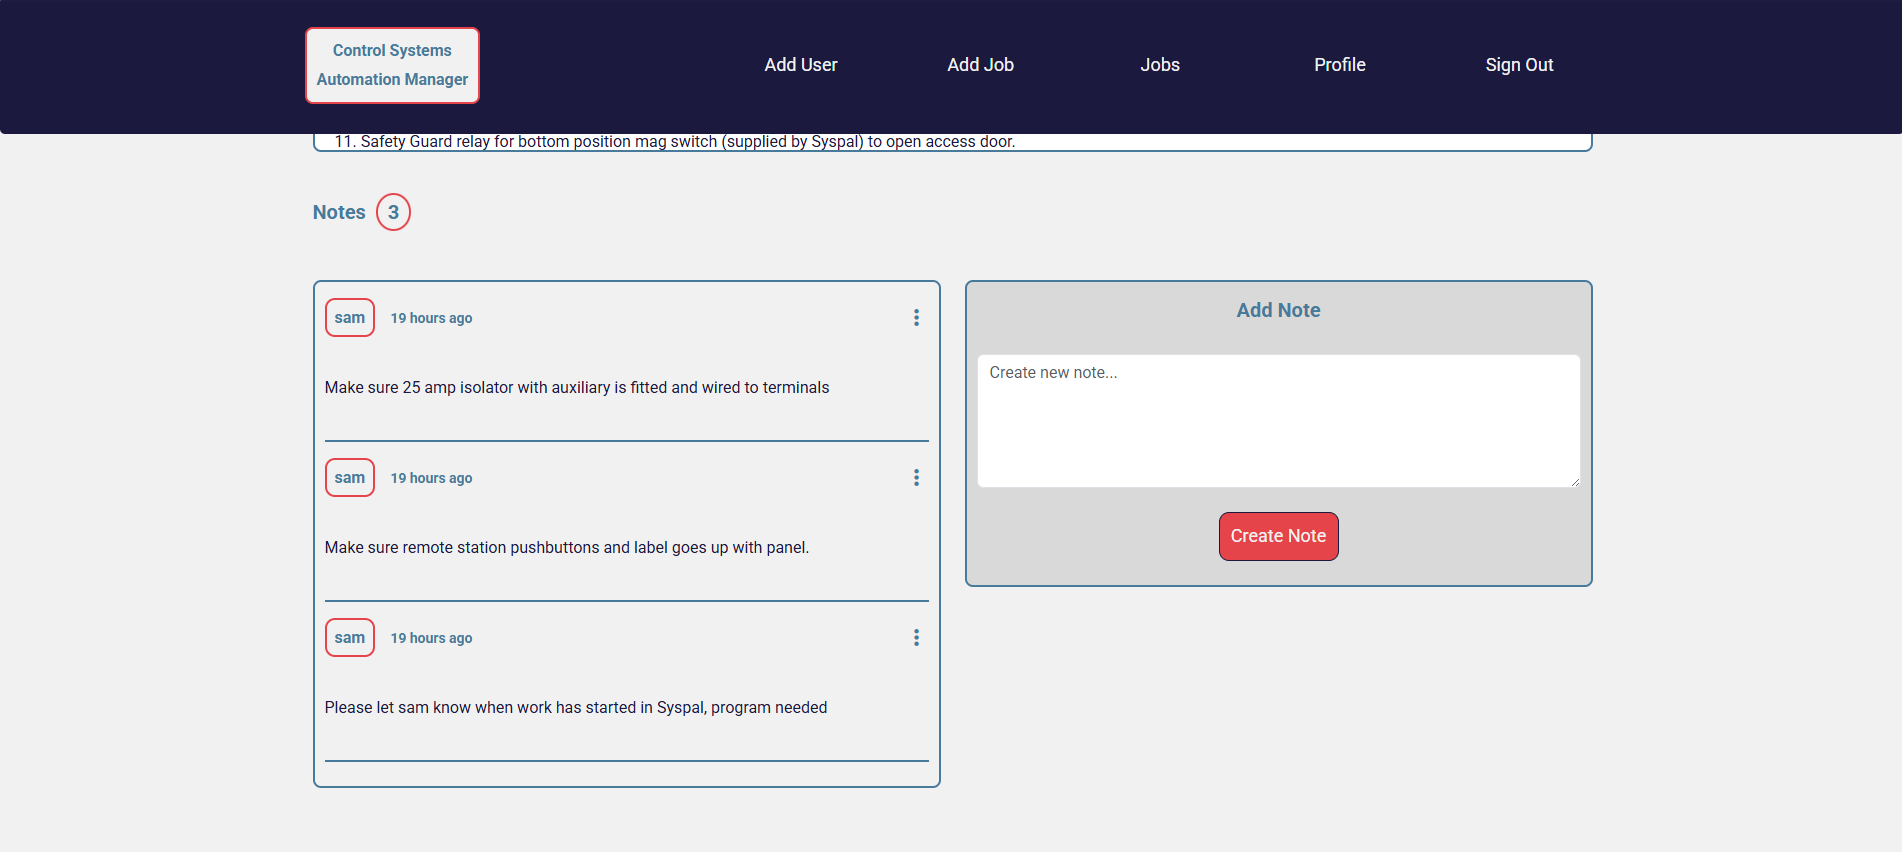 Control Systems
Automation Manager
Add User
Add Job
Jobs
Profile
Sign Out
11. Safety Guard relay for bottom position mag switch (supplied by Syspal) to open access door.
Notes 3
sam 19 hours ago
Make sure 25 amp isolator with auxiliary is fitted and wired to terminals
sam 19 hours ago
Make sure remote station pushbuttons and label goes up with panel.
sam 19 hours ago
Please let sam know when work has started in Syspal, program needed
Add Note
Create new note...
Create Note